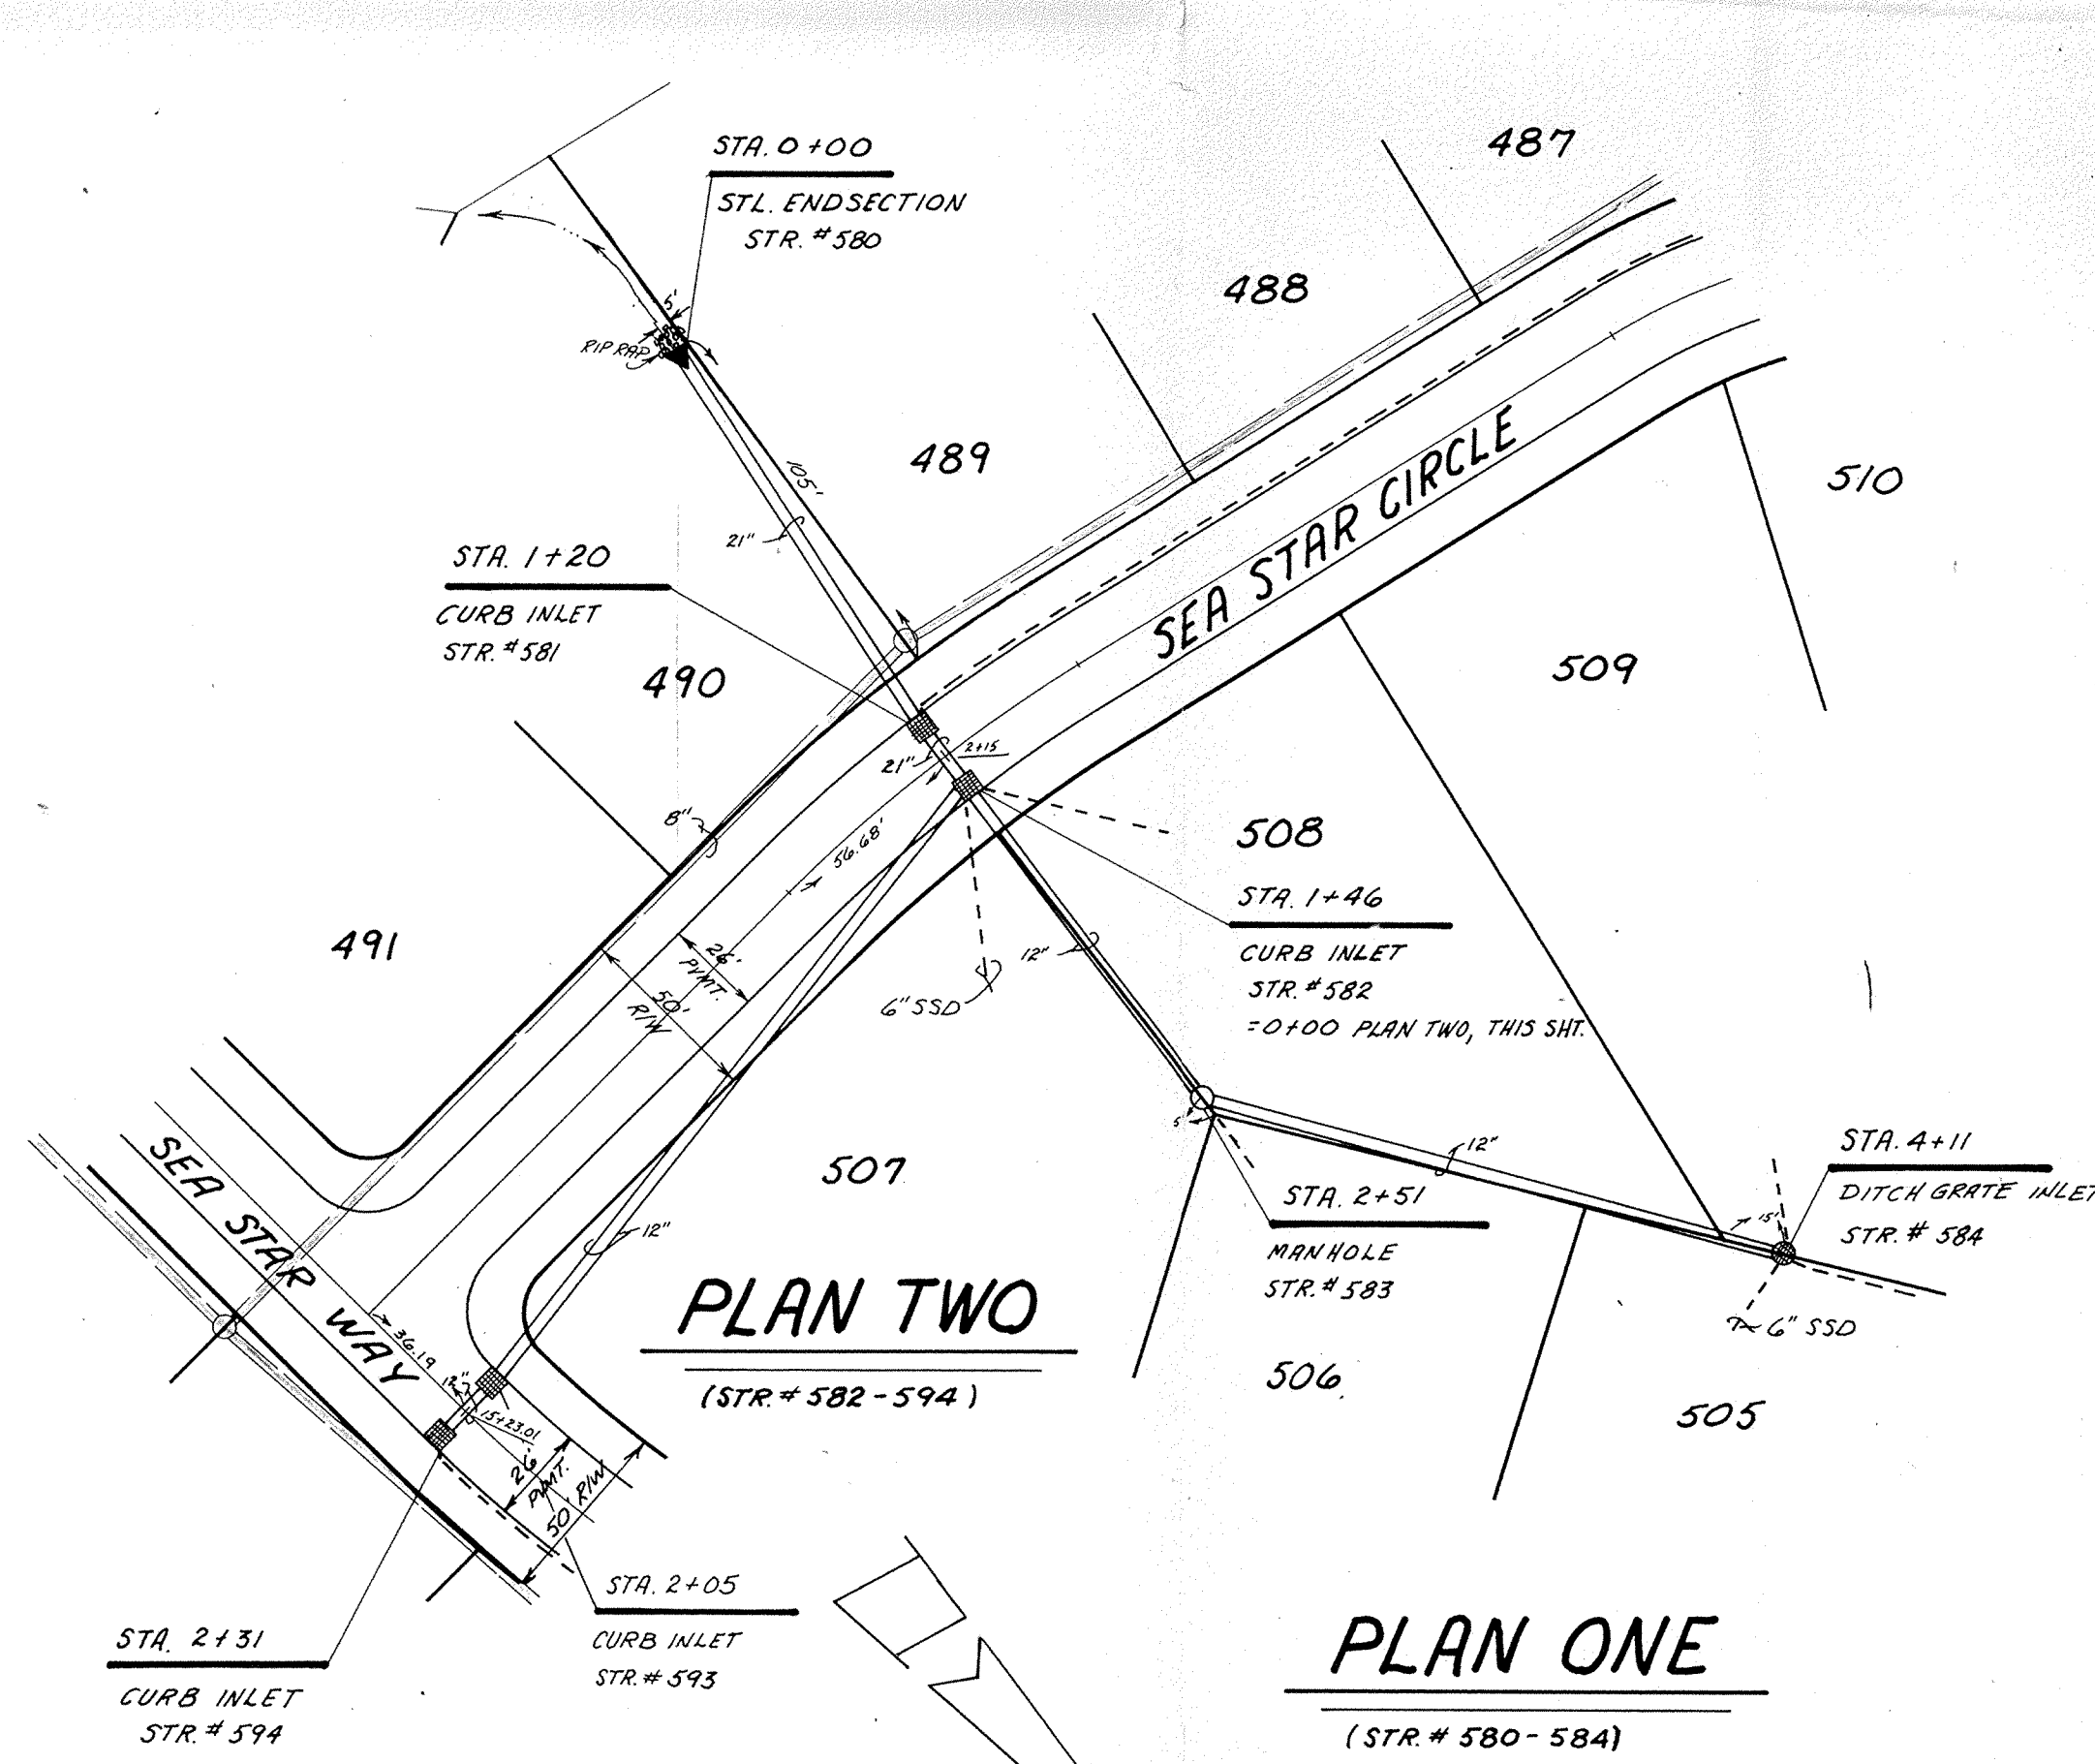 STA. 0+00
STL. ENDSECTION
STR. #580
487
488
5'
RIP RAP
489
105'
21"
510
SEA STAR CIRCLE
STA. 1+20
CURB INLET
STR. #581
490
509
21"
2+15
8"
56.68'
508
STA. 1+46
CURB INLET
STR. #582
=0+00 PLAN TWO, THIS SHT.
491
26'
PVMT.
50'
R/W
12"
6" SSD
5'
507
12"
STA. 4+11
DITCH GRATE INLET
STR. # 584
15'
6" SSD
STA. 2+51
MANHOLE
STR. #583
SEA STAR WAY
12"
PLAN TWO
(STR. # 582-594)
36.19
12"
15+23.01
506
505
26'
PVMT.
50' R/W
STA. 2+05
CURB INLET
STR. # 593
STA. 2+31
CURB INLET
STR. # 594
PLAN ONE
(STR. # 580-584)